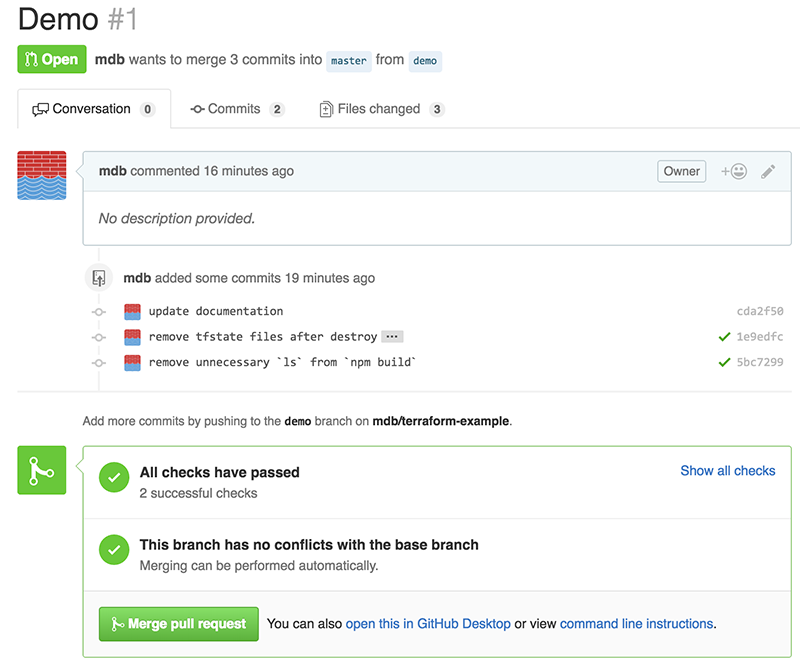 Demo #1
Open mdb wants to merge 3 commits into master from demo
Conversation 0 Commits 2 Files changed 3
mdb commented 16 minutes ago Owner
No description provided.
mdb added some commits 19 minutes ago
update documentation cda2f50
remove tfstate files after destroy ... 1e9edfc
remove unnecessary `ls` from `npm build` 5bc7299
Add more commits by pushing to the demo branch on mdb/terraform-example.
All checks have passed Show all checks
2 successful checks
This branch has no conflicts with the base branch
Merging can be performed automatically.
Merge pull request You can also open this in GitHub Desktop or view command line instructions.